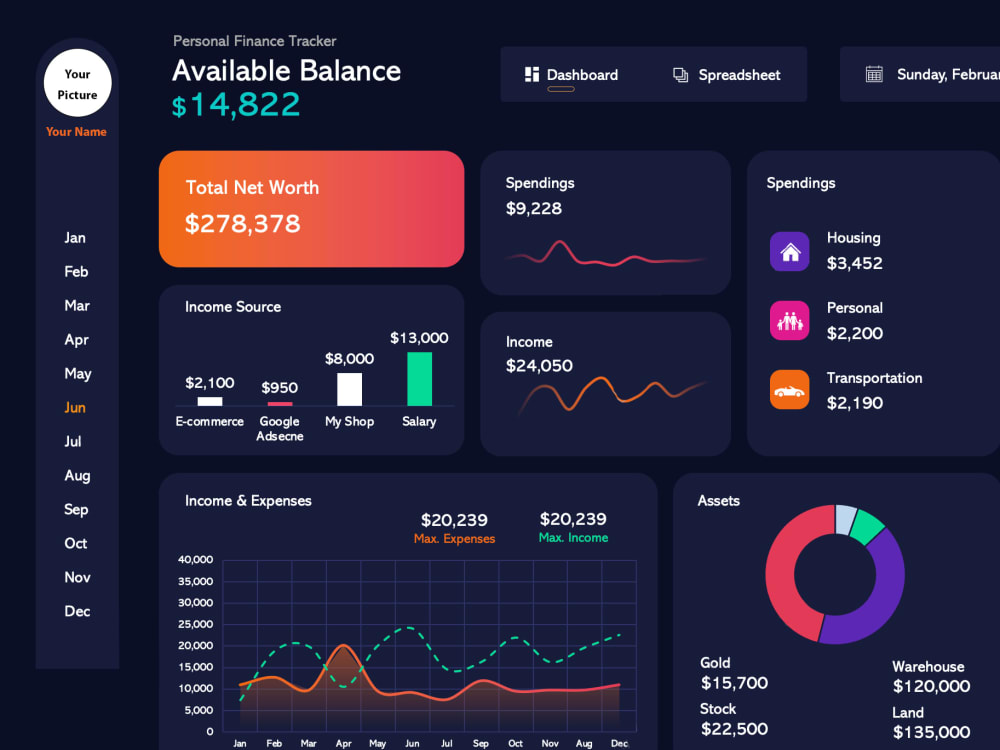 Your
Picture
Your Name
Jan
Feb
Mar
Apr
May
Jun
Jul
Aug
Sep
Oct
Nov
Dec
Personal Finance Tracker
Available Balance
$14,822
Dashboard
Spreadsheet
Sunday, Februar
Total Net Worth
$278,378
Income Source
$2,100
$950
$8,000
$13,000
E-commerce
Google
Adsecne
My Shop
Salary
Spendings
$9,228
Income
$24,050
Spendings
Housing
$3,452
Personal
$2,200
Transportation
$2,190
Income & Expenses
$20,239
Max. Expenses
$20,239
Max. Income
40,000
35,000
30,000
25,000
20,000
15,000
10,000
5,000
0
Jan Feb Mar Apr May Jun Jul Sep Oct Nov Aug Dec
Assets
Gold
$15,700
Stock
$22,500
Warehouse
$120,000
Land
$135,000